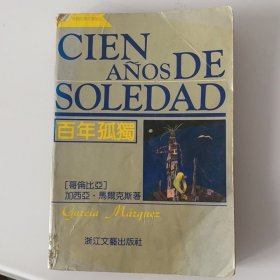 CIEN
AÑOS DE
SOLEDAD
百年孤獨
[哥倫比亞]
加西亞·馬爾克斯著
García Márquez
浙江文藝出版社